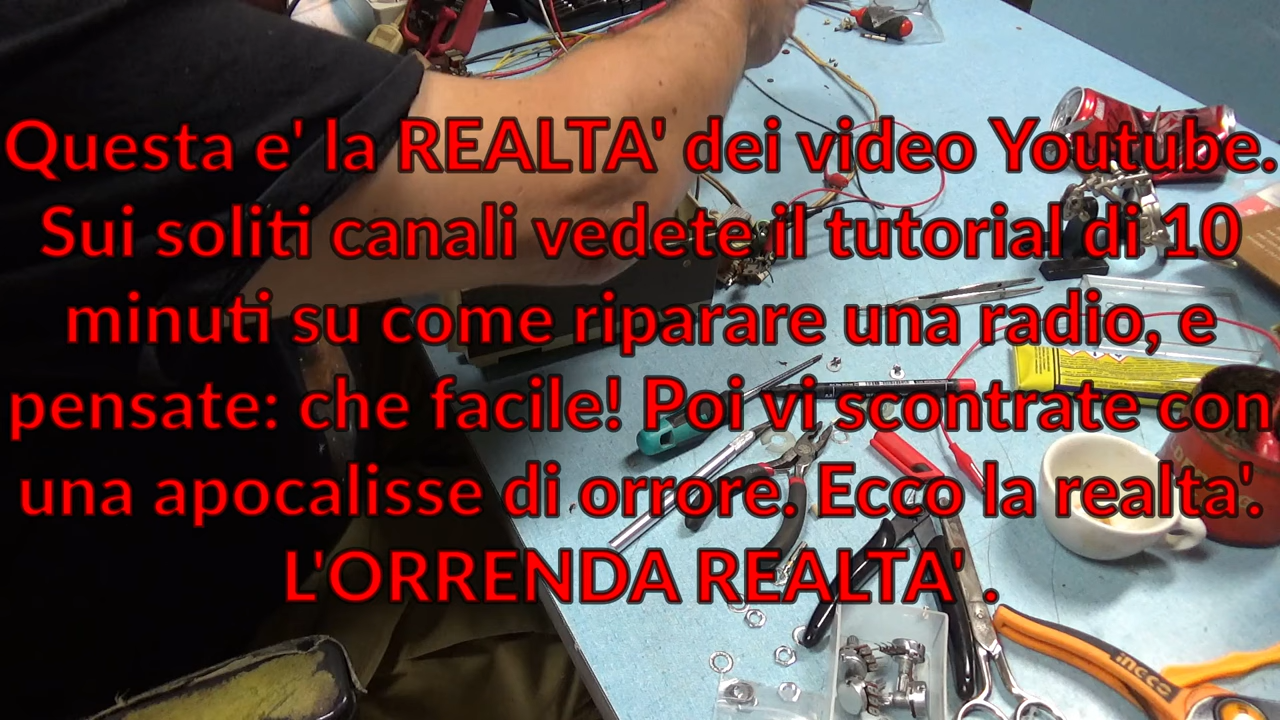 Questa e' la REALTA' dei video Youtube.
Sui soliti canali vedete il tutorial di 10
minuti su come riparare una radio, e
pensate: che facile! Poi vi scontrate con
una apocalisse di orrore. Ecco la realta'.
L'ORRENDA REALTA' .
INGCO